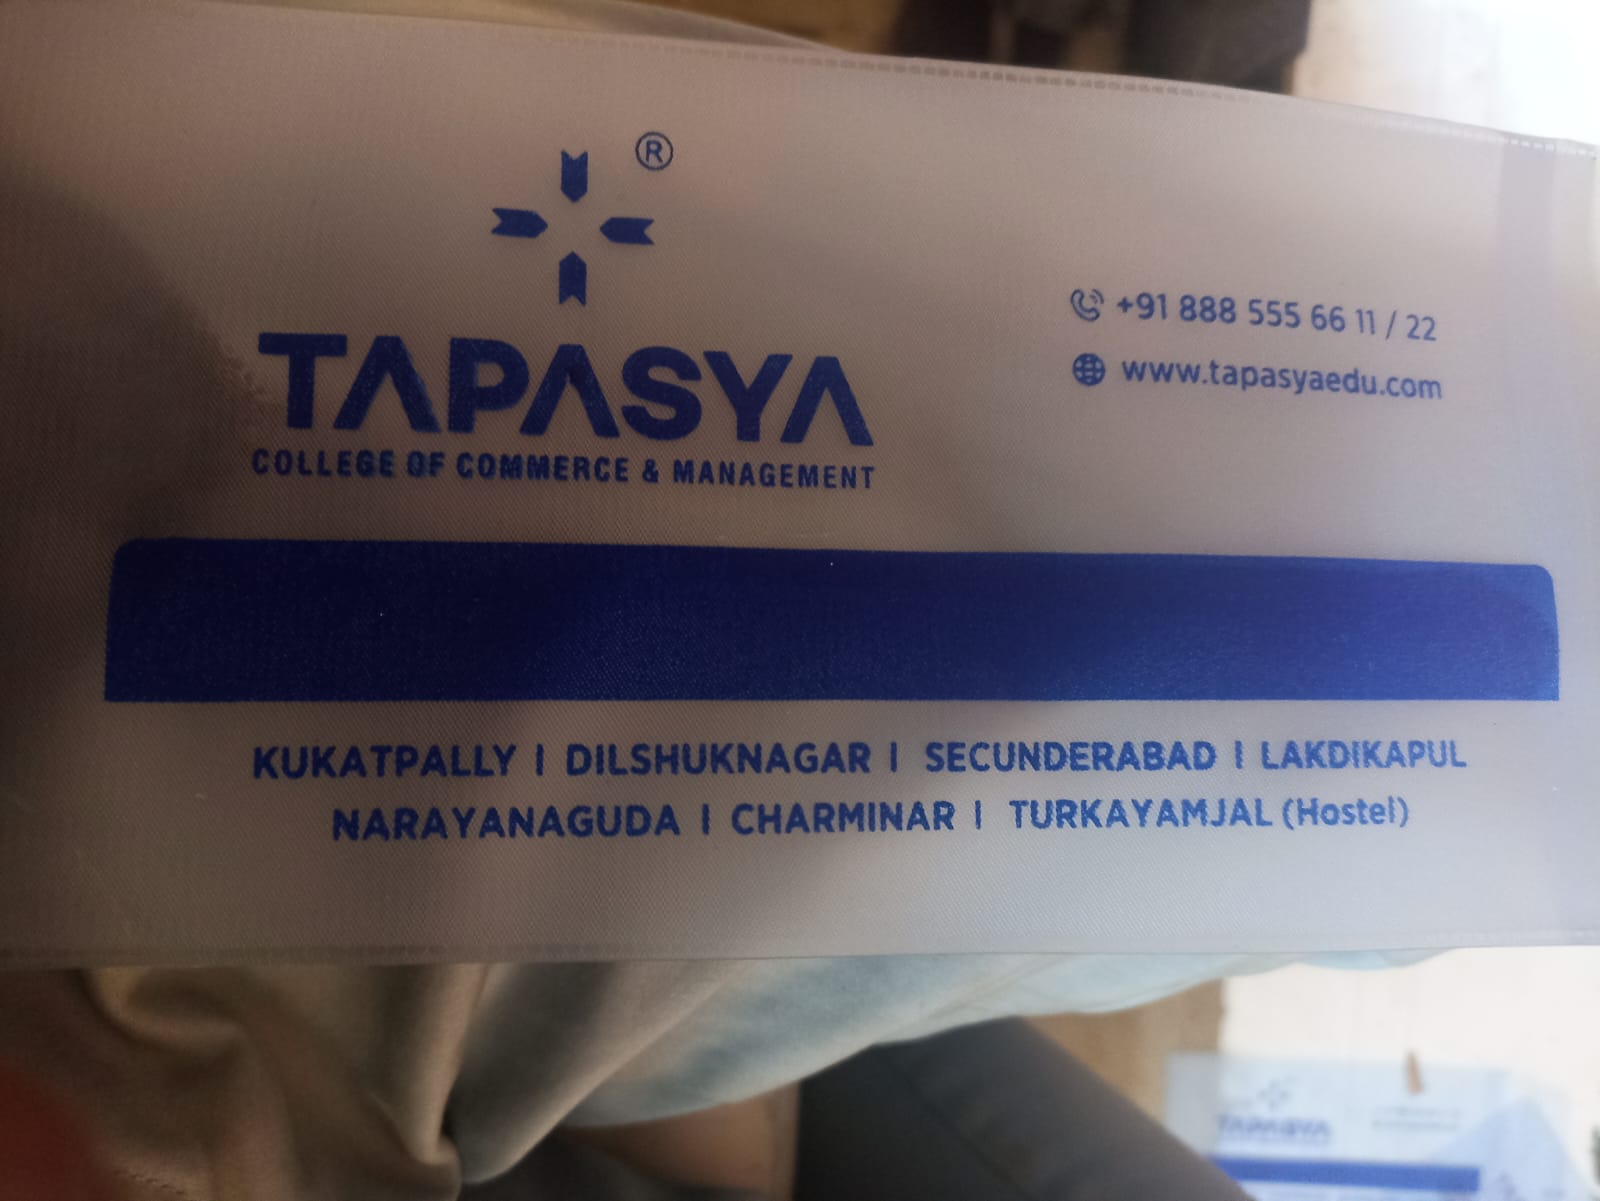 ®
TAPASYA
COLLEGE OF COMMERCE & MANAGEMENT
+91 888 555 66 11 / 22
www.tapasyaedu.com
KUKATPALLY | DILSHUKNAGAR | SECUNDERABAD | LAKDIKAPUL
NARAYANAGUDA | CHARMINAR | TURKAYAMJAL (Hostel)
TAPASYA